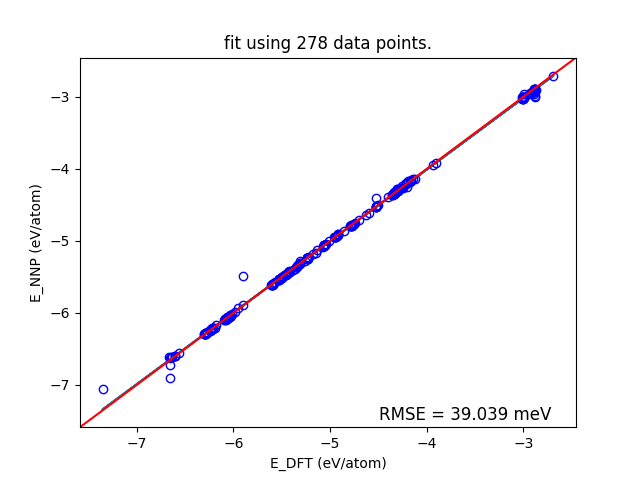 fit using 278 data points.
E_NNP (eV/atom)
−3
−4
−5
−6
−7
RMSE = 39.039 meV
−7
−6
−5
−4
−3
E_DFT (eV/atom)